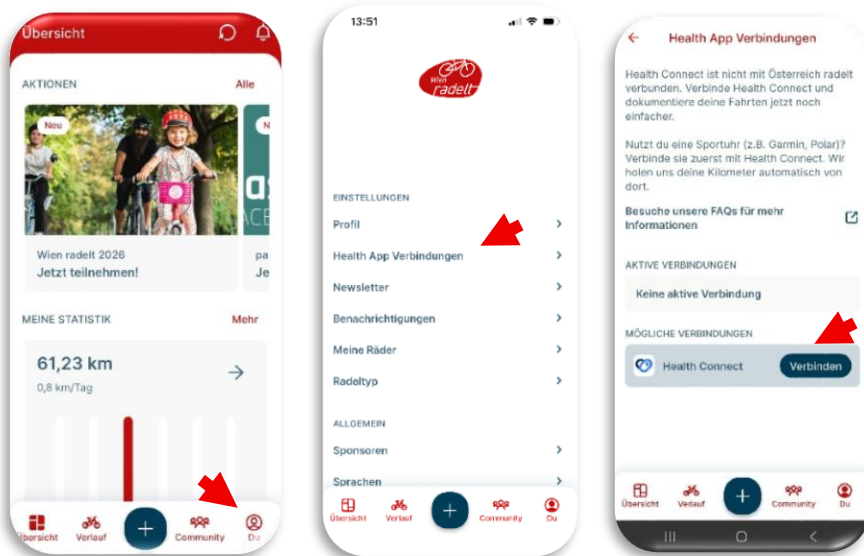 Übersicht
AKTIONEN
Alle
Neu
N
Wien radelt 2026
Jetzt teilnehmen!
pa
Je
MEINE STATISTIK
Mehr
61,23 km
0,8 km/Tag
Übersicht
Verlauf
+
Community
Du
13:51
Wien
radelt
EINSTELLUNGEN
Profil
Health App Verbindungen
Newsletter
Benachrichtigungen
Meine Räder
Radeltyp
ALLGEMEIN
Sponsoren
Sprachen
Übersicht
Verlauf
+
Community
Du
Health App Verbindungen
Health Connect ist nicht mit Österreich radelt
verbunden. Verbinde Health Connect und
dokumentiere deine Fahrten jetzt noch
einfacher.
Nutzt du eine Sportuhr (z.B. Garmin, Polar)?
Verbinde sie zuerst mit Health Connect. Wir
holen uns deine Kilometer automatisch von
dort.
Besuche unsere FAQs für mehr
Informationen
AKTIVE VERBINDUNGEN
Keine aktive Verbindung
MÖGLICHE VERBINDUNGEN
Health Connect
Verbinden
Übersicht
Verlauf
+
Community
Du